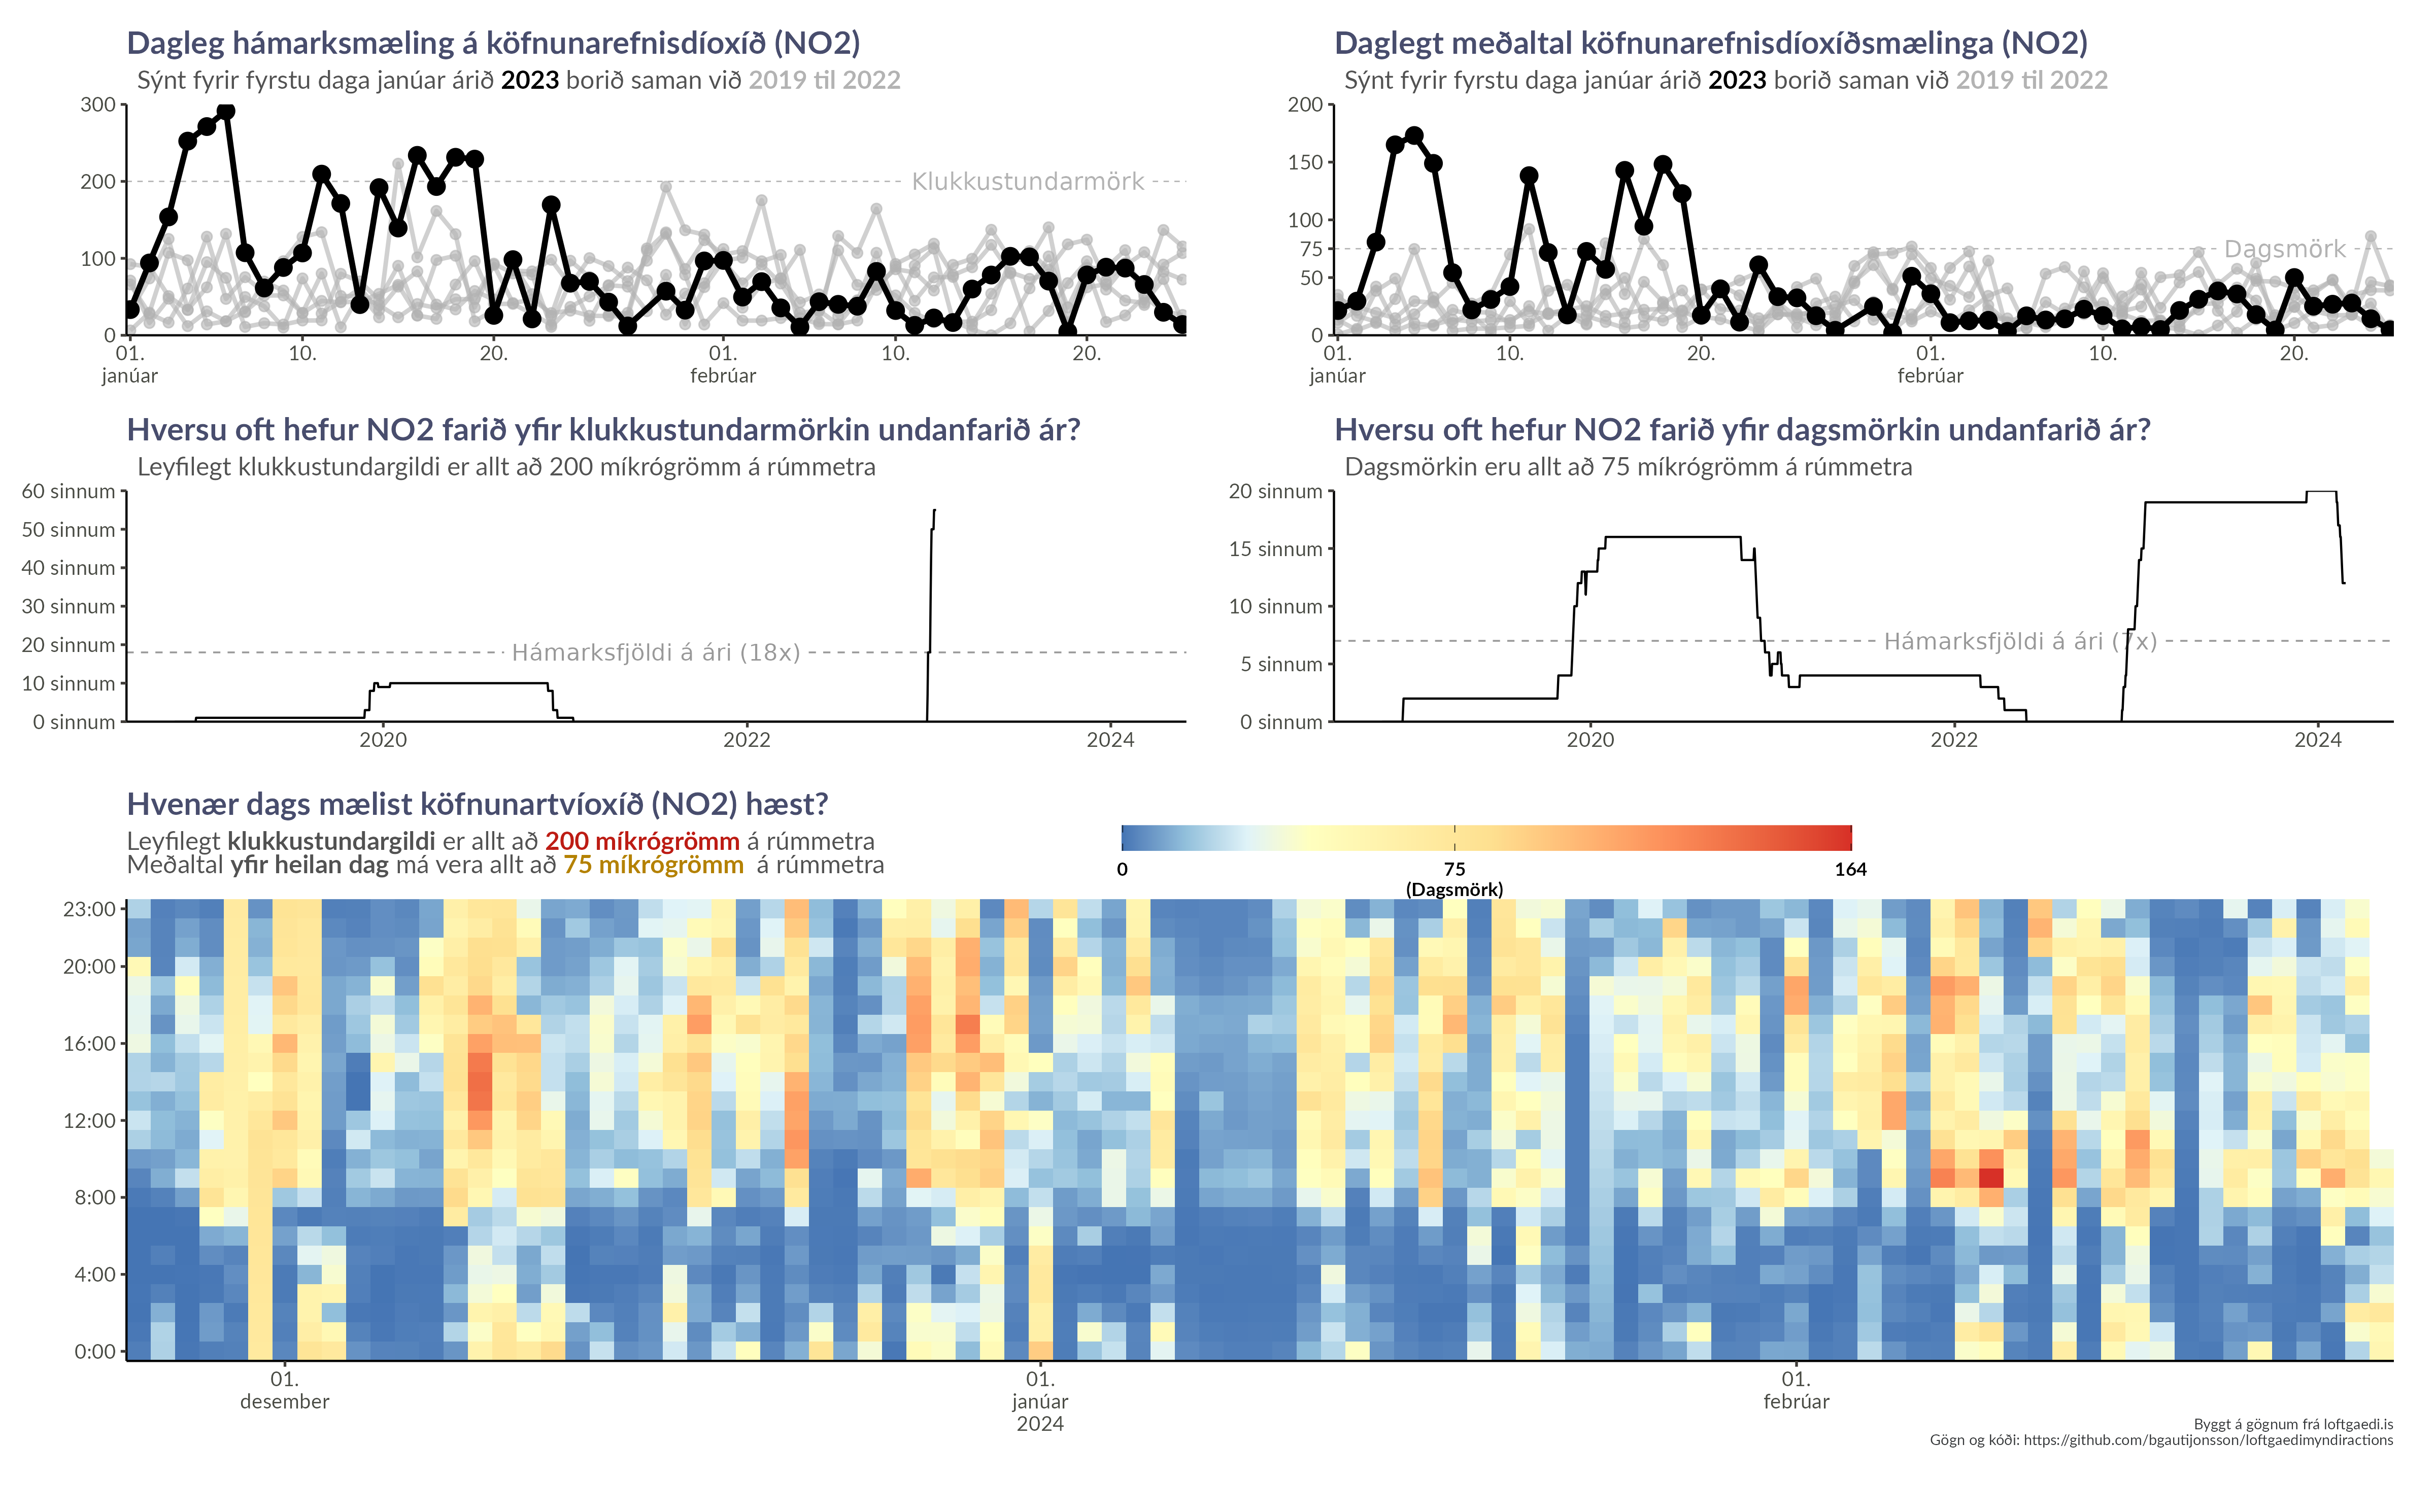 Dagleg hámarksmæling á köfnunarefnisdíoxíð (NO2)
Sýnt fyrir fyrstu daga janúar árið 2023 borið saman við 2019 til 2022
300
200
100
0
Klukkustundarmörk
01.
janúar
10.
20.
01.
febrúar
10.
20.
Daglegt meðaltal köfnunarefnisdíoxíðsmælinga (NO2)
Sýnt fyrir fyrstu daga janúar árið 2023 borið saman við 2019 til 2022
200
150
100
75
50
0
Dagsmörk
01.
janúar
10.
20.
01.
febrúar
10.
20.
Hversu oft hefur NO2 farið yfir klukkustundarmörkin undanfarið ár?
Leyfilegt klukkustundargildi er allt að 200 míkrógrömm á rúmmetra
60 sinnum
50 sinnum
40 sinnum
30 sinnum
20 sinnum
10 sinnum
0 sinnum
Hámarksfjöldi á ári (18x)
2020
2022
2024
Hversu oft hefur NO2 farið yfir dagsmörkin undanfarið ár?
Dagsmörkin eru allt að 75 míkrógrömm á rúmmetra
20 sinnum
15 sinnum
10 sinnum
5 sinnum
0 sinnum
Hámarksfjöldi á ári (7x)
2020
2022
2024
Hvenær dags mælist köfnunartvíoxíð (NO2) hæst?
Leyfilegt klukkustundargildi er allt að 200 míkrógrömm á rúmmetra
Meðaltal yfir heilan dag má vera allt að 75 míkrógrömm á rúmmetra
0
75
(Dagsmörk)
164
23:00
20:00
16:00
12:00
8:00
4:00
0:00
01.
desember
01.
janúar
2024
01.
febrúar
Byggt á gögnum frá loftgaedi.is
Gögn og kóði: https://github.com/bgautijonsson/loftgaedimyndiractions